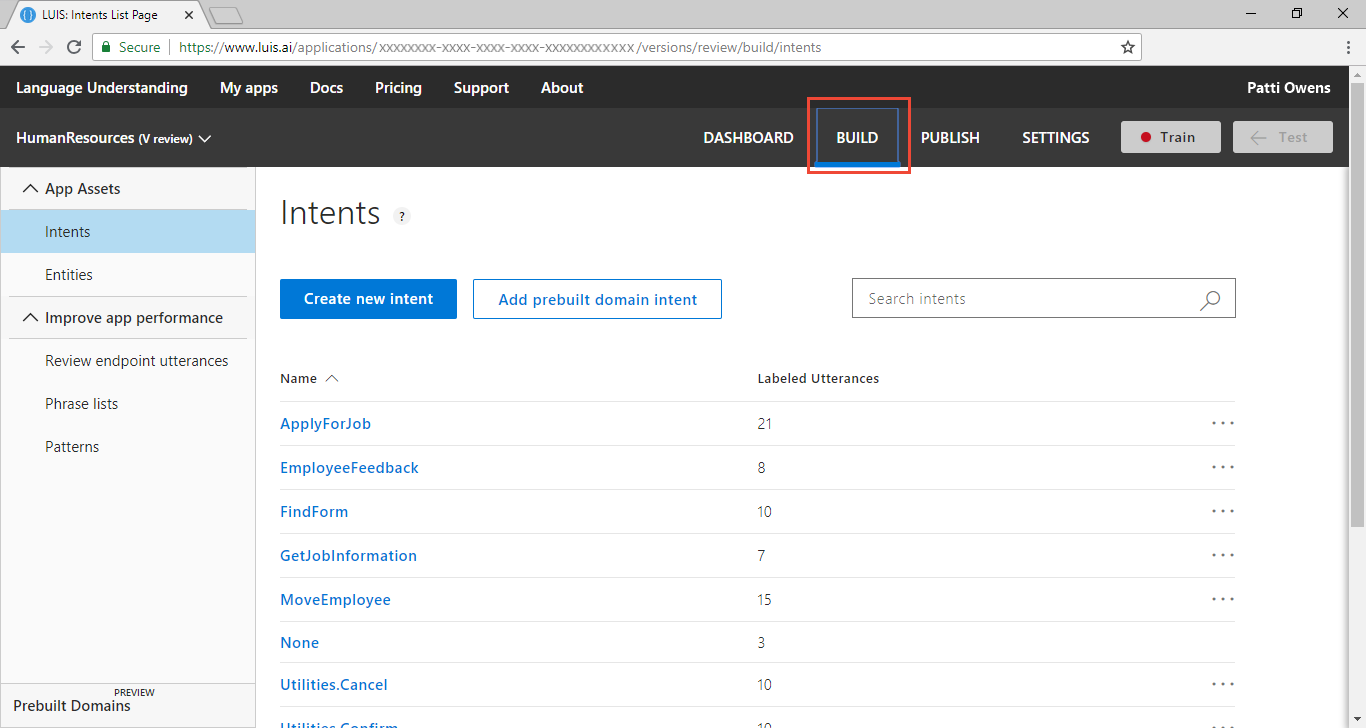 LUIS: Intents List Page
Secure https://www.luis.ai/applications/xxxxxxxx-xxxx-xxxx-xxxx-xxxxxxxxxxxx/versions/review/build/intents
Language Understanding My apps Docs Pricing Support About Patti Owens
HumanResources (V review) DASHBOARD BUILD PUBLISH SETTINGS Train Test
App Assets
Intents
Entities
Improve app performance
Review endpoint utterances
Phrase lists
Patterns
PREVIEW
Prebuilt Domains
Intents ?
Create new intent Add prebuilt domain intent Search intents
Name Labeled Utterances
ApplyForJob 21
EmployeeFeedback 8
FindForm 10
GetJobInformation 7
MoveEmployee 15
None 3
Utilities.Cancel 10
Utilities.Confirm 10